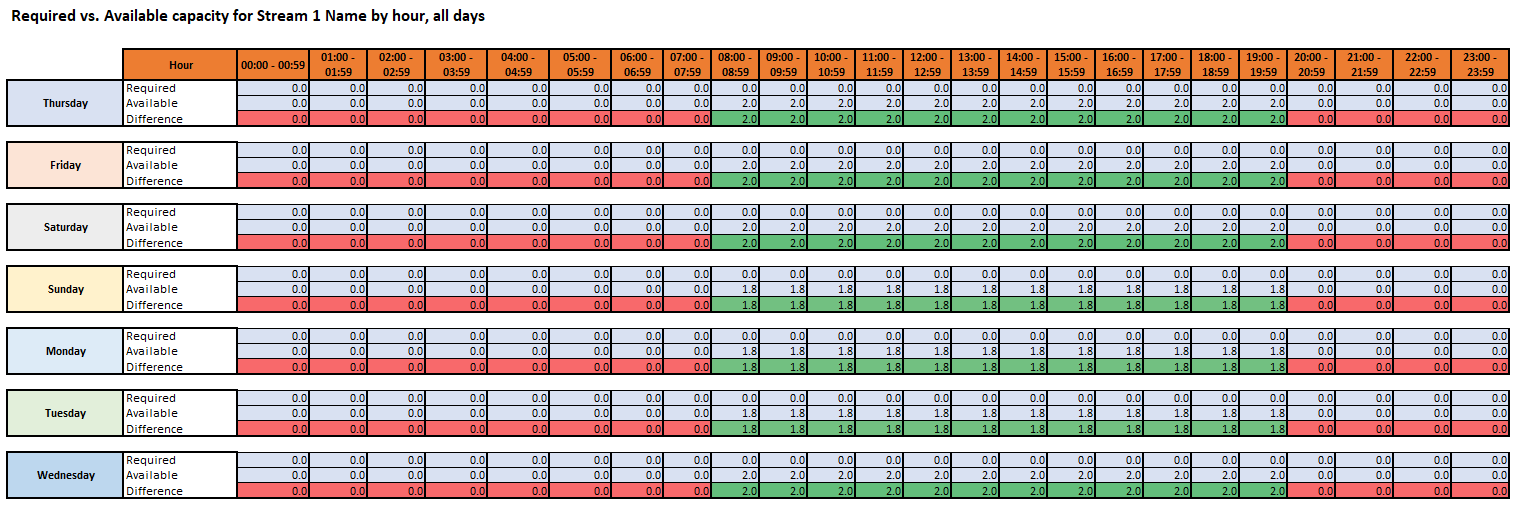 Required vs. Available capacity for Stream 1 Name by hour, all days
Hour 00:00 - 00:59 01:00 - 01:59 02:00 - 02:59 03:00 - 03:59 04:00 - 04:59 05:00 - 05:59 06:00 - 06:59 07:00 - 07:59 08:00 - 08:59 09:00 - 09:59 10:00 - 10:59 11:00 - 11:59 12:00 - 12:59 13:00 - 13:59 14:00 - 14:59 15:00 - 15:59 16:00 - 16:59 17:00 - 17:59 18:00 - 18:59 19:00 - 19:59 20:00 - 20:59 21:00 - 21:59 22:00 - 22:59 23:00 - 23:59
Thursday
Required 0.0 0.0 0.0 0.0 0.0 0.0 0.0 0.0 0.0 0.0 0.0 0.0 0.0 0.0 0.0 0.0 0.0 0.0 0.0 0.0 0.0 0.0 0.0 0.0
Available 0.0 0.0 0.0 0.0 0.0 0.0 0.0 0.0 2.0 2.0 2.0 2.0 2.0 2.0 2.0 2.0 2.0 2.0 2.0 2.0 0.0 0.0 0.0 0.0
Difference 0.0 0.0 0.0 0.0 0.0 0.0 0.0 0.0 2.0 2.0 2.0 2.0 2.0 2.0 2.0 2.0 2.0 2.0 2.0 2.0 0.0 0.0 0.0 0.0
Friday
Required 0.0 0.0 0.0 0.0 0.0 0.0 0.0 0.0 0.0 0.0 0.0 0.0 0.0 0.0 0.0 0.0 0.0 0.0 0.0 0.0 0.0 0.0 0.0 0.0
Available 0.0 0.0 0.0 0.0 0.0 0.0 0.0 0.0 2.0 2.0 2.0 2.0 2.0 2.0 2.0 2.0 2.0 2.0 2.0 2.0 0.0 0.0 0.0 0.0
Difference 0.0 0.0 0.0 0.0 0.0 0.0 0.0 0.0 2.0 2.0 2.0 2.0 2.0 2.0 2.0 2.0 2.0 2.0 2.0 2.0 0.0 0.0 0.0 0.0
Saturday
Required 0.0 0.0 0.0 0.0 0.0 0.0 0.0 0.0 0.0 0.0 0.0 0.0 0.0 0.0 0.0 0.0 0.0 0.0 0.0 0.0 0.0 0.0 0.0 0.0
Available 0.0 0.0 0.0 0.0 0.0 0.0 0.0 0.0 2.0 2.0 2.0 2.0 2.0 2.0 2.0 2.0 2.0 2.0 2.0 2.0 0.0 0.0 0.0 0.0
Difference 0.0 0.0 0.0 0.0 0.0 0.0 0.0 0.0 2.0 2.0 2.0 2.0 2.0 2.0 2.0 2.0 2.0 2.0 2.0 2.0 0.0 0.0 0.0 0.0
Sunday
Required 0.0 0.0 0.0 0.0 0.0 0.0 0.0 0.0 0.0 0.0 0.0 0.0 0.0 0.0 0.0 0.0 0.0 0.0 0.0 0.0 0.0 0.0 0.0 0.0
Available 0.0 0.0 0.0 0.0 0.0 0.0 0.0 0.0 1.8 1.8 1.8 1.8 1.8 1.8 1.8 1.8 1.8 1.8 1.8 1.8 0.0 0.0 0.0 0.0
Difference 0.0 0.0 0.0 0.0 0.0 0.0 0.0 0.0 1.8 1.8 1.8 1.8 1.8 1.8 1.8 1.8 1.8 1.8 1.8 1.8 0.0 0.0 0.0 0.0
Monday
Required 0.0 0.0 0.0 0.0 0.0 0.0 0.0 0.0 0.0 0.0 0.0 0.0 0.0 0.0 0.0 0.0 0.0 0.0 0.0 0.0 0.0 0.0 0.0 0.0
Available 0.0 0.0 0.0 0.0 0.0 0.0 0.0 0.0 1.8 1.8 1.8 1.8 1.8 1.8 1.8 1.8 1.8 1.8 1.8 1.8 0.0 0.0 0.0 0.0
Difference 0.0 0.0 0.0 0.0 0.0 0.0 0.0 0.0 1.8 1.8 1.8 1.8 1.8 1.8 1.8 1.8 1.8 1.8 1.8 1.8 0.0 0.0 0.0 0.0
Tuesday
Required 0.0 0.0 0.0 0.0 0.0 0.0 0.0 0.0 0.0 0.0 0.0 0.0 0.0 0.0 0.0 0.0 0.0 0.0 0.0 0.0 0.0 0.0 0.0 0.0
Available 0.0 0.0 0.0 0.0 0.0 0.0 0.0 0.0 1.8 1.8 1.8 1.8 1.8 1.8 1.8 1.8 1.8 1.8 1.8 1.8 0.0 0.0 0.0 0.0
Difference 0.0 0.0 0.0 0.0 0.0 0.0 0.0 0.0 1.8 1.8 1.8 1.8 1.8 1.8 1.8 1.8 1.8 1.8 1.8 1.8 0.0 0.0 0.0 0.0
Wednesday
Required 0.0 0.0 0.0 0.0 0.0 0.0 0.0 0.0 0.0 0.0 0.0 0.0 0.0 0.0 0.0 0.0 0.0 0.0 0.0 0.0 0.0 0.0 0.0 0.0
Available 0.0 0.0 0.0 0.0 0.0 0.0 0.0 0.0 2.0 2.0 2.0 2.0 2.0 2.0 2.0 2.0 2.0 2.0 2.0 2.0 0.0 0.0 0.0 0.0
Difference 0.0 0.0 0.0 0.0 0.0 0.0 0.0 0.0 2.0 2.0 2.0 2.0 2.0 2.0 2.0 2.0 2.0 2.0 2.0 2.0 0.0 0.0 0.0 0.0